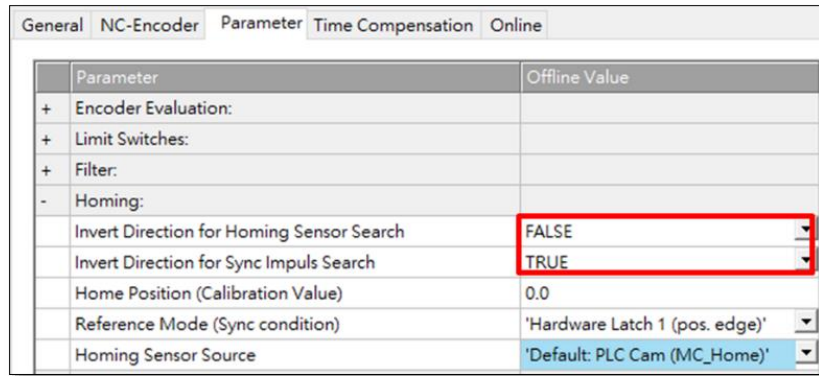 General NC-Encoder Parameter Time Compensation Online
Parameter Offline Value
+ Encoder Evaluation:
+ Limit Switches:
+ Filter:
- Homing:
Invert Direction for Homing Sensor Search FALSE
Invert Direction for Sync Impuls Search TRUE
Home Position (Calibration Value) 0.0
Reference Mode (Sync condition) 'Hardware Latch 1 (pos. edge)'
Homing Sensor Source 'Default: PLC Cam (MC_Home)'